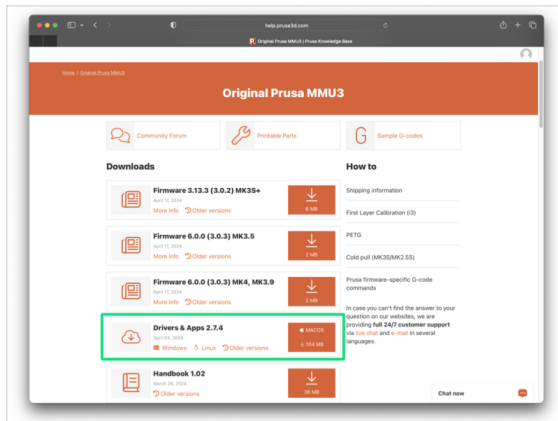 help.prusa3d.com
Original Prusa MMU3 | Prusa Knowledge Base
Home / Original Prusa MMU3
Original Prusa MMU3
Community Forum
Printable Parts
G
Sample G-codes
Downloads
Firmware 3.13.3 (3.0.2) MK3S+
April 17, 2024
More info Older versions
6 MB
Firmware 6.0.0 (3.0.3) MK3.5
April 17, 2024
More info Older versions
2 MB
Firmware 6.0.0 (3.0.3) MK4, MK3.9
April 17, 2024
More info Older versions
2 MB
Drivers & Apps 2.7.4
April 04, 2024
Windows Linux Older versions
MACOS
104 MB
Handbook 1.02
March 26, 2024
Older versions
36 MB
How to
Shipping information
First Layer Calibration (i3)
PETG
Cold pull (MK3S/MK2.5S)
Prusa firmware-specific G-code
commands
In case you can't find the answer to your
question on our websites, we are
providing full 24/7 customer support
via live chat and e-mail in several
languages.
Chat now